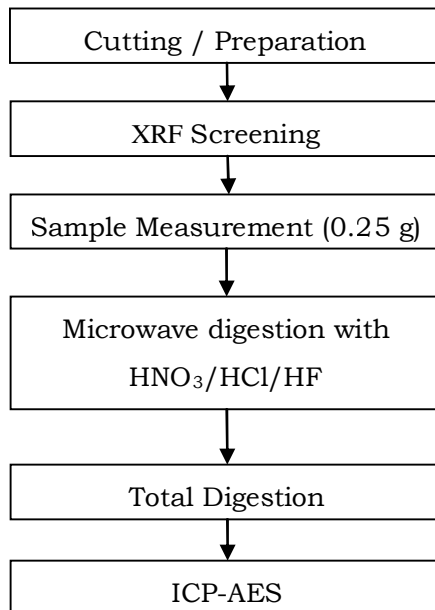 Cutting / Preparation
XRF Screening
Sample Measurement (0.25 g)
Microwave digestion with
HNO₃/HCl/HF
Total Digestion
ICP-AES